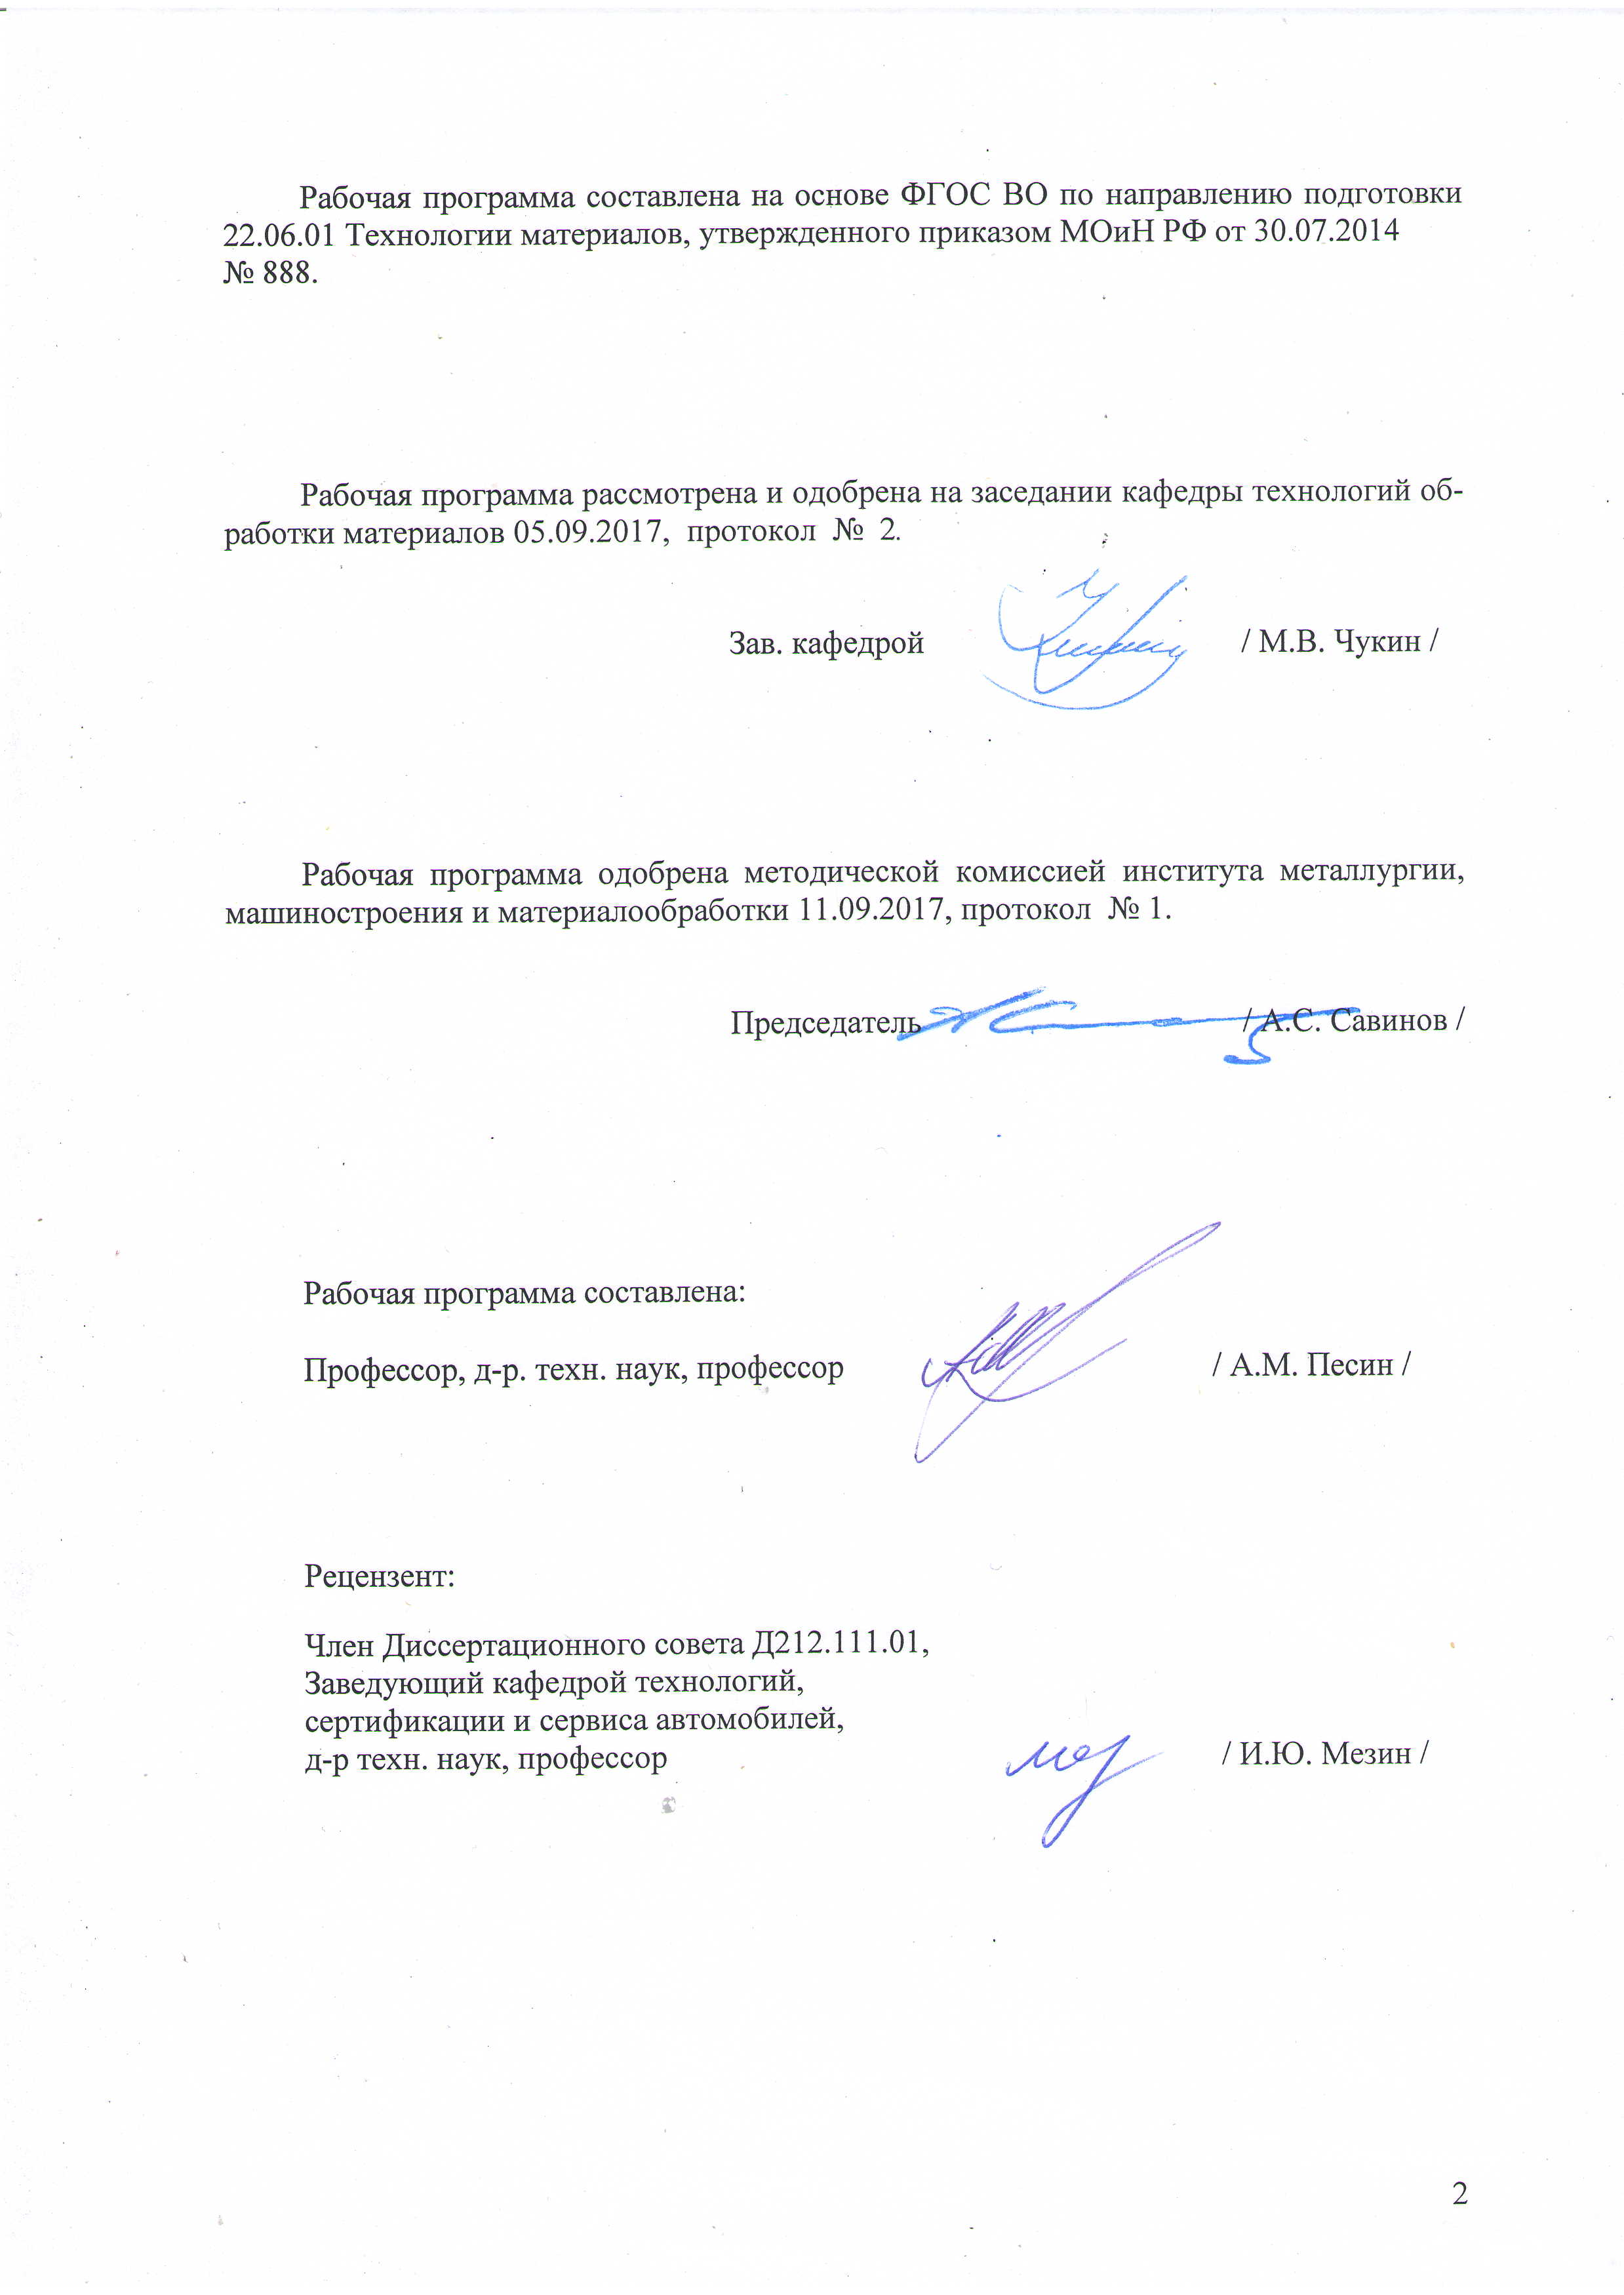 Рабочая программа составлена на основе ФГОС ВО по направлению подготовки
22.06.01 Технологии материалов, утвержденного приказом МОиН РФ от 30.07.2014
№ 888.
Рабочая программа рассмотрена и одобрена на заседании кафедры технологий об-
работки материалов 05.09.2017, протокол № 2.
Зав. кафедрой / М.В. Чукин /
Рабочая программа одобрена методической комиссией института металлургии,
машиностроения и материалообработки 11.09.2017, протокол № 1.
Председатель / А.С. Савинов /
Рабочая программа составлена:
Профессор, д-р. техн. наук, профессор / А.М. Песин /
Рецензент:
Член Диссертационного совета Д212.111.01,
Заведующий кафедрой технологий,
сертификации и сервиса автомобилей,
д-р техн. наук, профессор / И.Ю. Мезин /
2